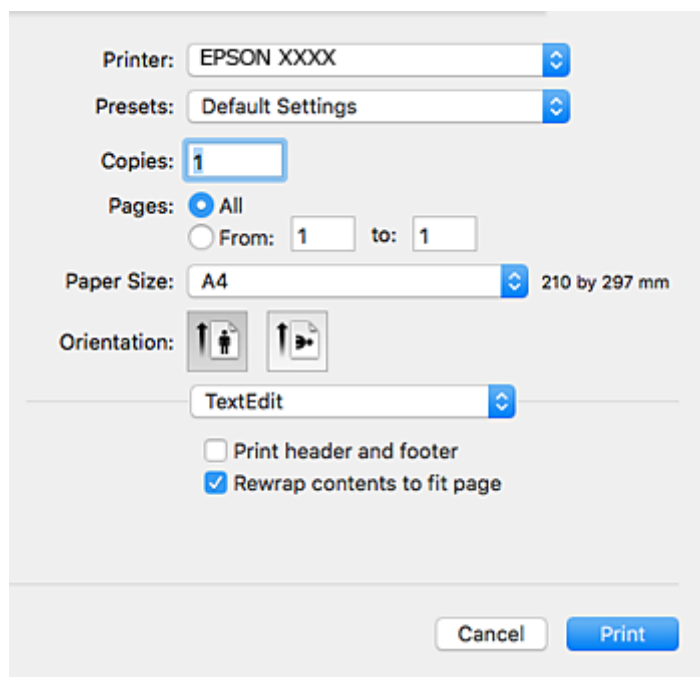 Printer: EPSON XXXX
Presets: Default Settings
Copies: 1
Pages: All
From: 1 to: 1
Paper Size: A4 210 by 297 mm
Orientation:
TextEdit
Print header and footer
Rewrap contents to fit page
Cancel Print